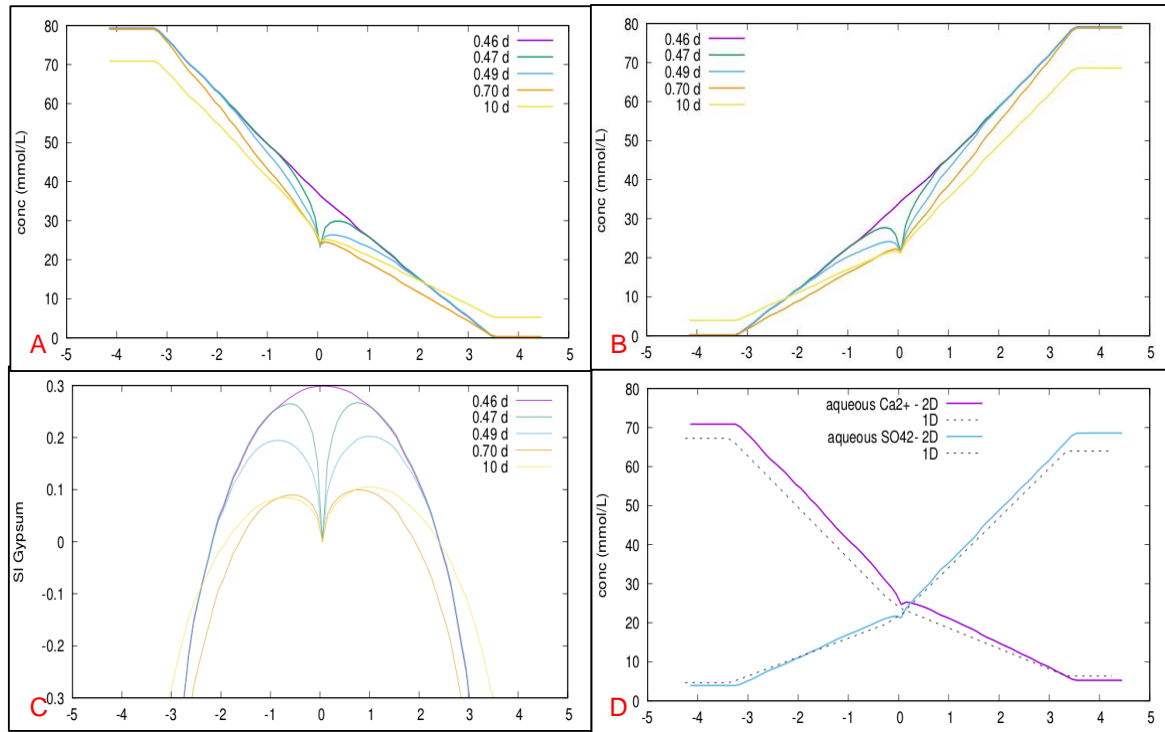 80
70
60
50
40
30
20
10
0
conc (mmol/L)
0.46 d
0.47 d
0.49 d
0.70 d
10 d
A
-5 -4 -3 -2 -1 0 1 2 3 4 5
80
70
60
50
40
30
20
10
0
conc (mmol/L)
0.46 d
0.47 d
0.49 d
0.70 d
10 d
B
-5 -4 -3 -2 -1 0 1 2 3 4 5
0.3
0.2
0.1
0
-0.1
-0.2
-0.3
SI Gypsum
0.46 d
0.47 d
0.49 d
0.70 d
10 d
C
-5 -4 -3 -2 -1 0 1 2 3 4 5
80
70
60
50
40
30
20
10
0
conc (mmol/L)
aqueous Ca2+ - 2D
1D
aqueous SO42- 2D
1D
D
-5 -4 -3 -2 -1 0 1 2 3 4 5